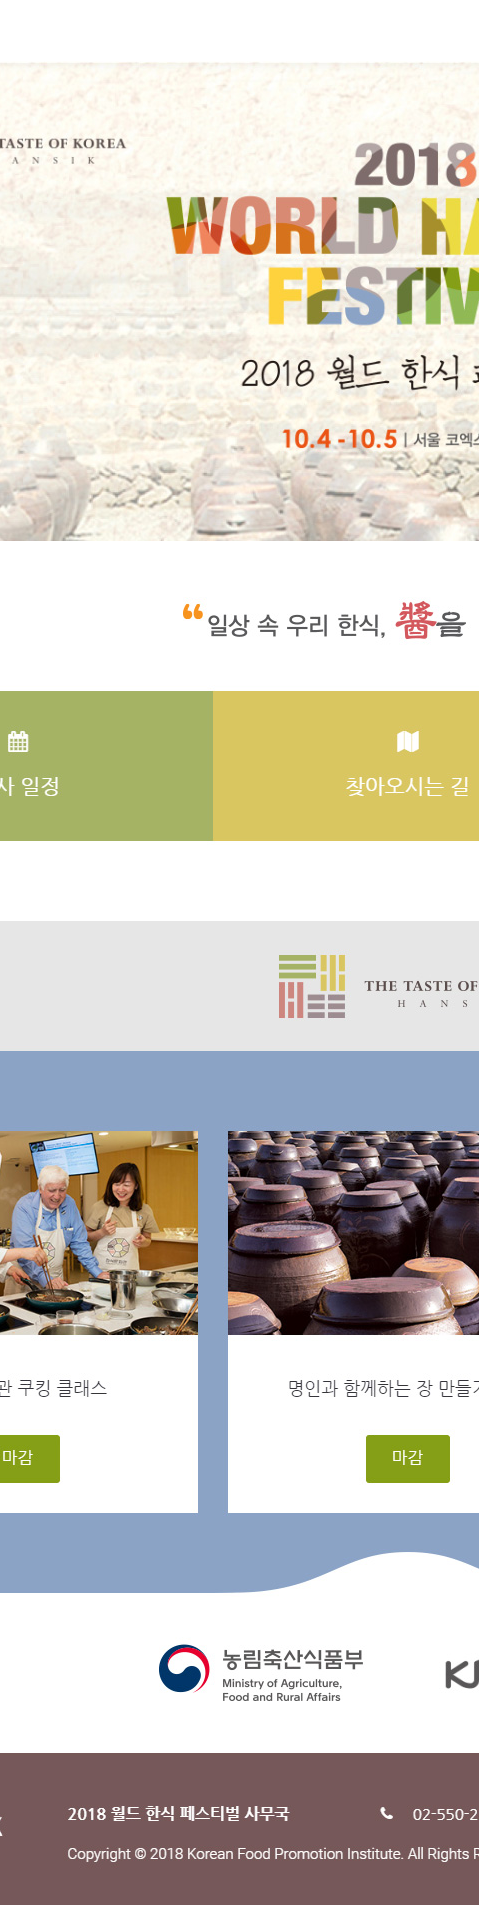 TASTE OF KOREA
A N S I K
2018
WORLD HA
FESTIV
2018 월드 한식
10.4 -10.5 | 서울 코엑스
“일상 속 우리 한식, 醬을
사 일정
찾아오시는 길
THE TASTE OF
H A N S
관 쿠킹 클래스
명인과 함께하는 장 만들기
마감
마감
농림축산식품부
Ministry of Agriculture,
Food and Rural Affairs
2018 월드 한식 페스티벌 사무국
02-550-2
Copyright © 2018 Korean Food Promotion Institute. All Rights R